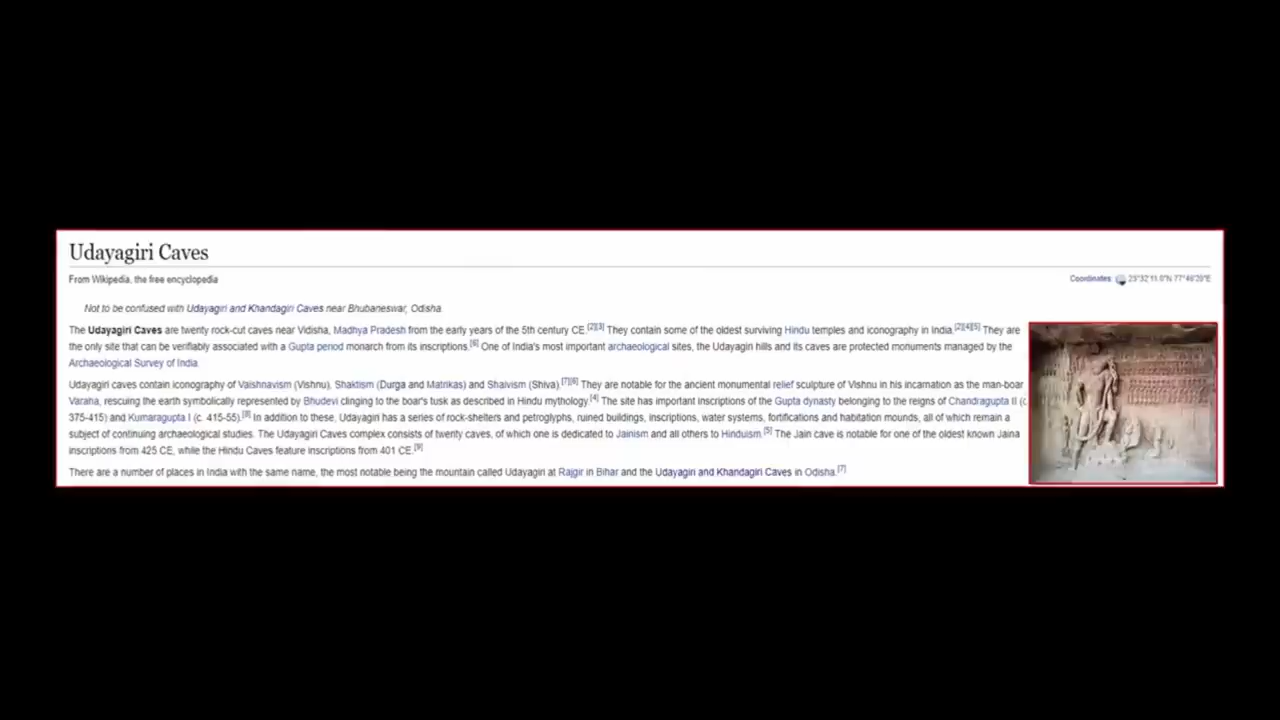 Udayagiri Caves
From Wikipedia, the free encyclopedia
Coordinates: 23°32'11.0"N 77°46'20"E
Not to be confused with Udayagiri and Khandagiri Caves near Bhubaneswar, Odisha.
The Udayagiri Caves are twenty rock-cut caves near Vidisha, Madhya Pradesh from the early years of the 5th century CE.[2][3] They contain some of the oldest surviving Hindu temples and iconography in India.[2][4][5] They are
the only site that can be verifiably associated with a Gupta period monarch from its inscriptions.[6] One of India's most important archaeological sites, the Udayagiri hills and its caves are protected monuments managed by the
Archaeological Survey of India.
Udayagiri caves contain iconography of Vaishnavism (Vishnu), Shaktism (Durga and Matrikas) and Shaivism (Shiva).[7][8] They are notable for the ancient monumental relief sculpture of Vishnu in his incarnation as the man-boar
Varaha, rescuing the earth symbolically represented by Bhudevi clinging to the boar's tusk as described in Hindu mythology.[4] The site has important inscriptions of the Gupta dynasty belonging to the reigns of Chandragupta II (c.
375-415) and Kumaragupta I (c. 415-55).[8] In addition to these, Udayagiri has a series of rock-shelters and petroglyphs, ruined buildings, inscriptions, water systems, fortifications and habitation mounds, all of which remain a
subject of continuing archaeological studies. The Udayagiri Caves complex consists of twenty caves, of which one is dedicated to Jainism and all others to Hinduism.[5] The Jain cave is notable for one of the oldest known Jaina
inscriptions from 425 CE, while the Hindu Caves feature inscriptions from 401 CE.[9]
There are a number of places in India with the same name, the most notable being the mountain called Udayagiri at Rajgir in Bihar and the Udayagiri and Khandagiri Caves in Odisha.[7]